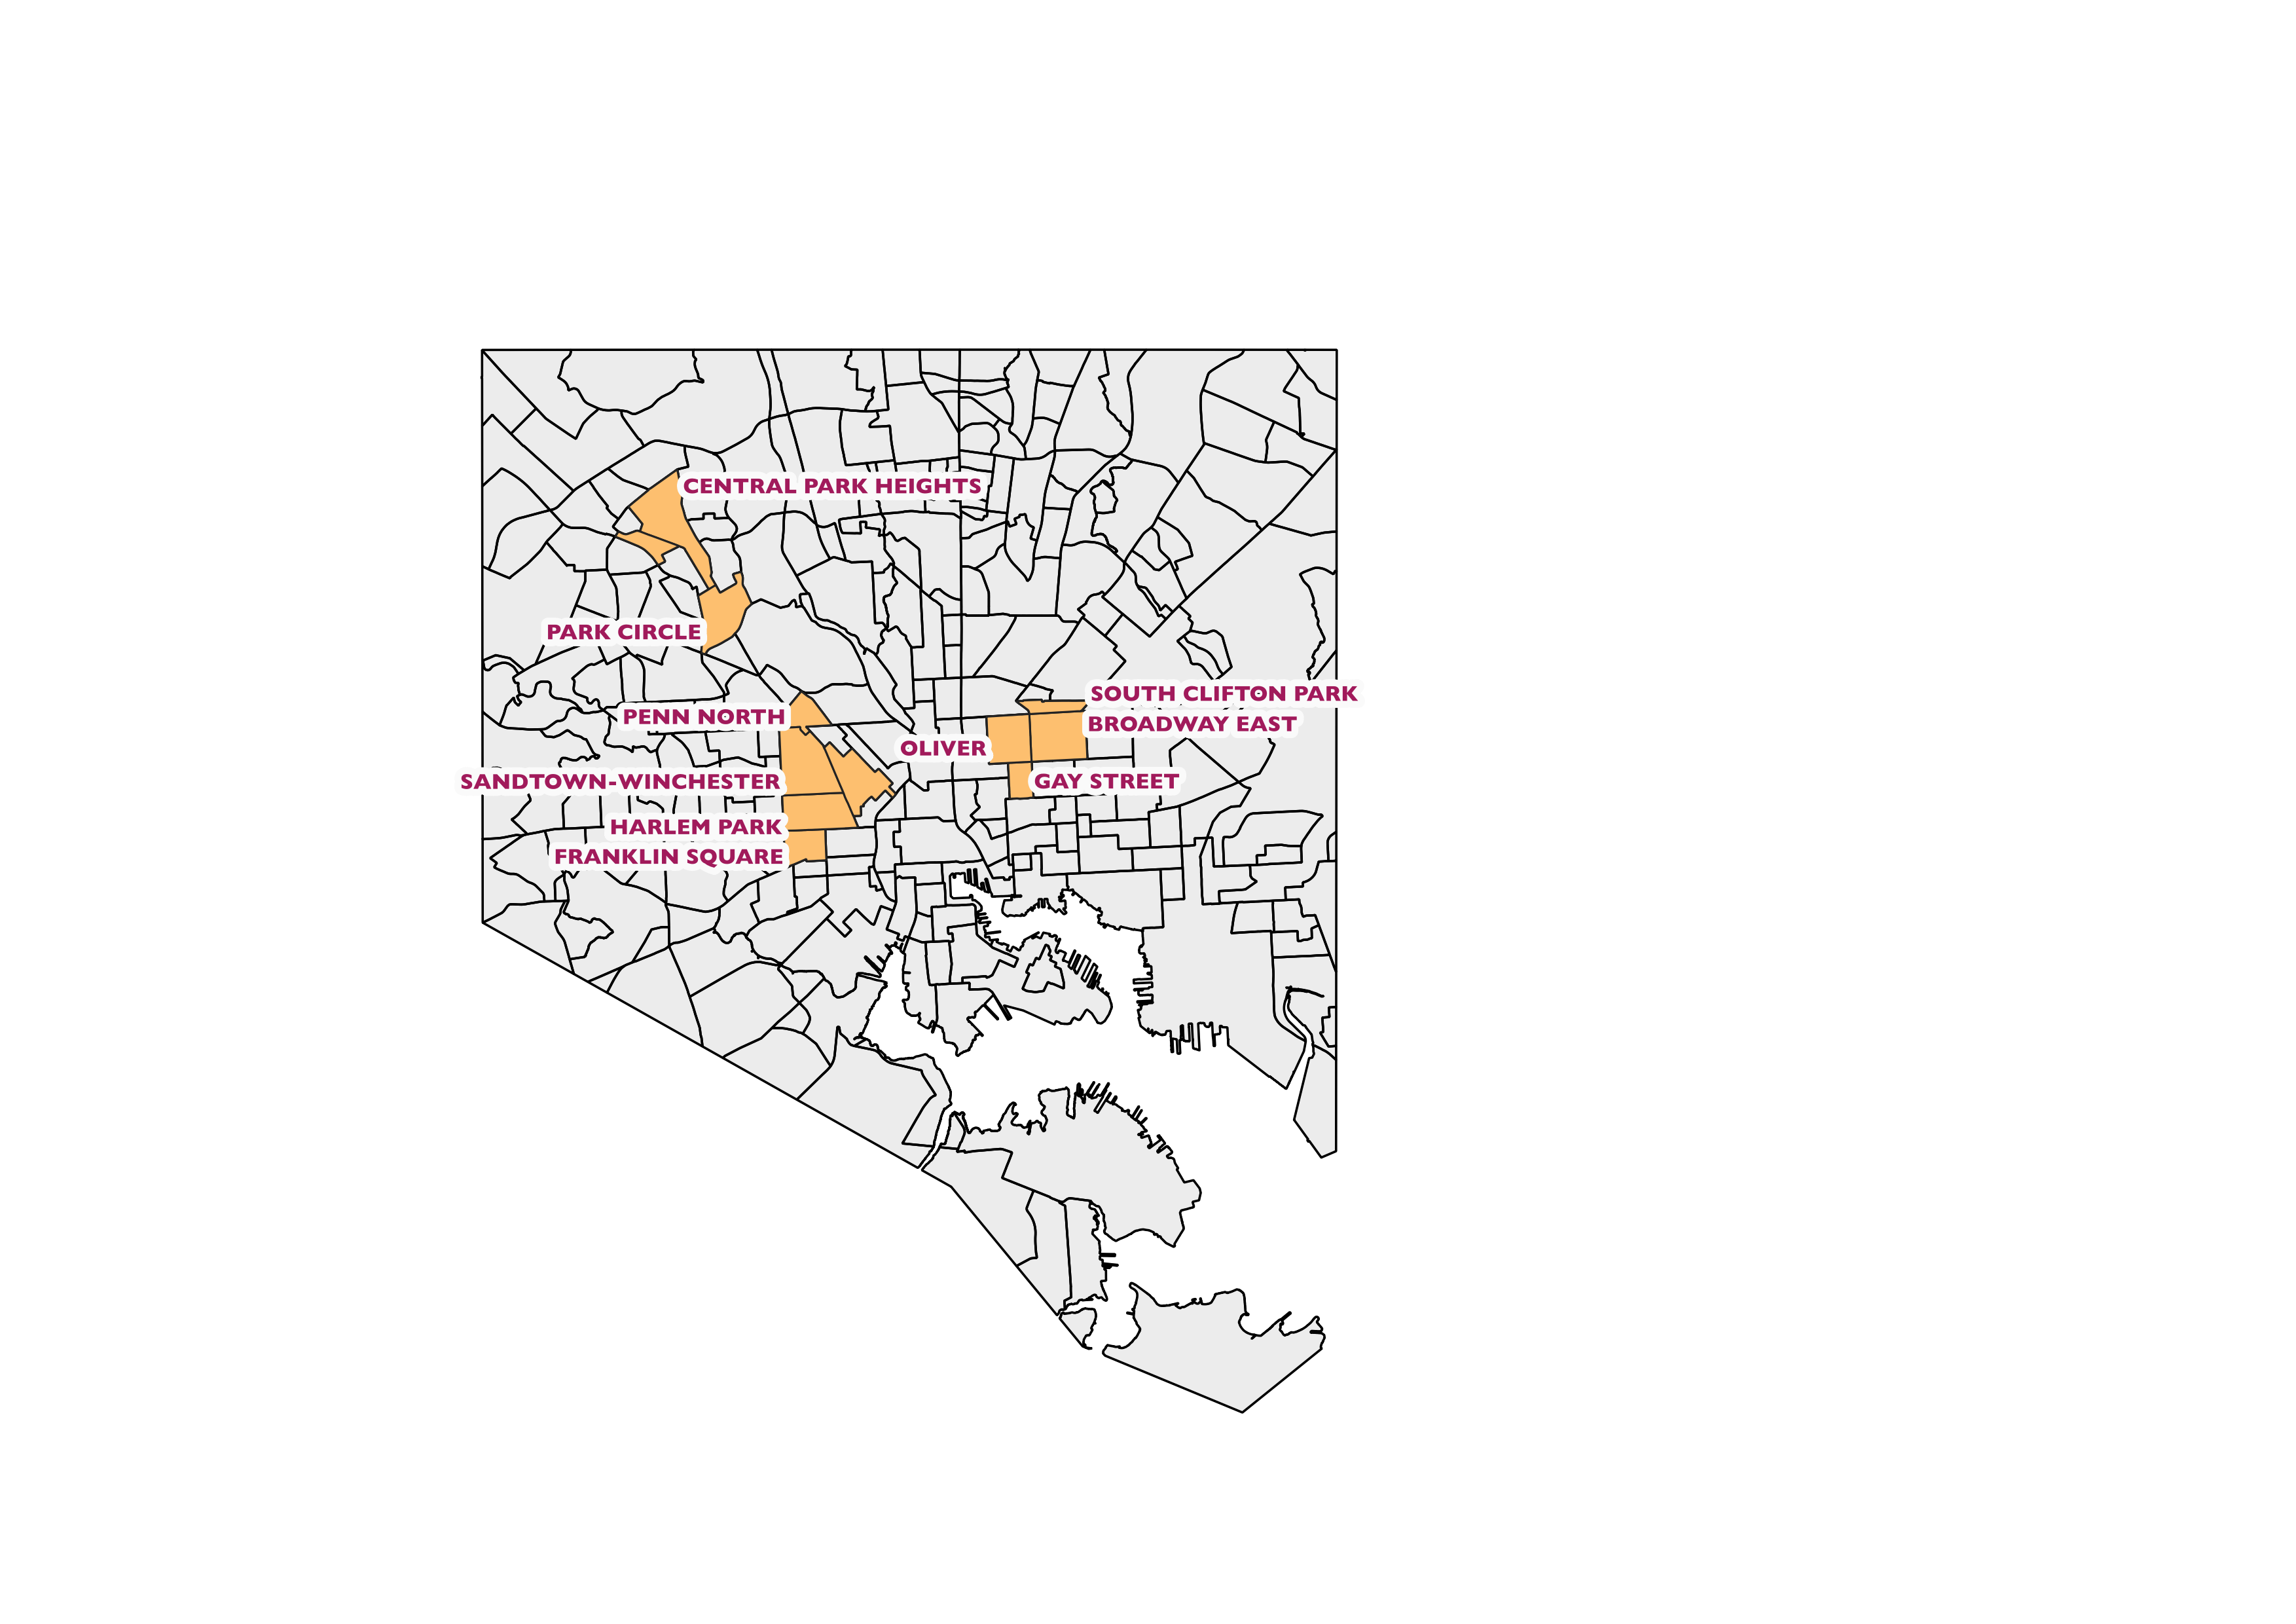 CENTRAL PARK HEIGHTS
PARK CIRCLE
SOUTH CLIFTON PARK
PENN NORTH
BROADWAY EAST
OLIVER
SANDTOWN-WINCHESTER
GAY STREET
HARLEM PARK
FRANKLIN SQUARE